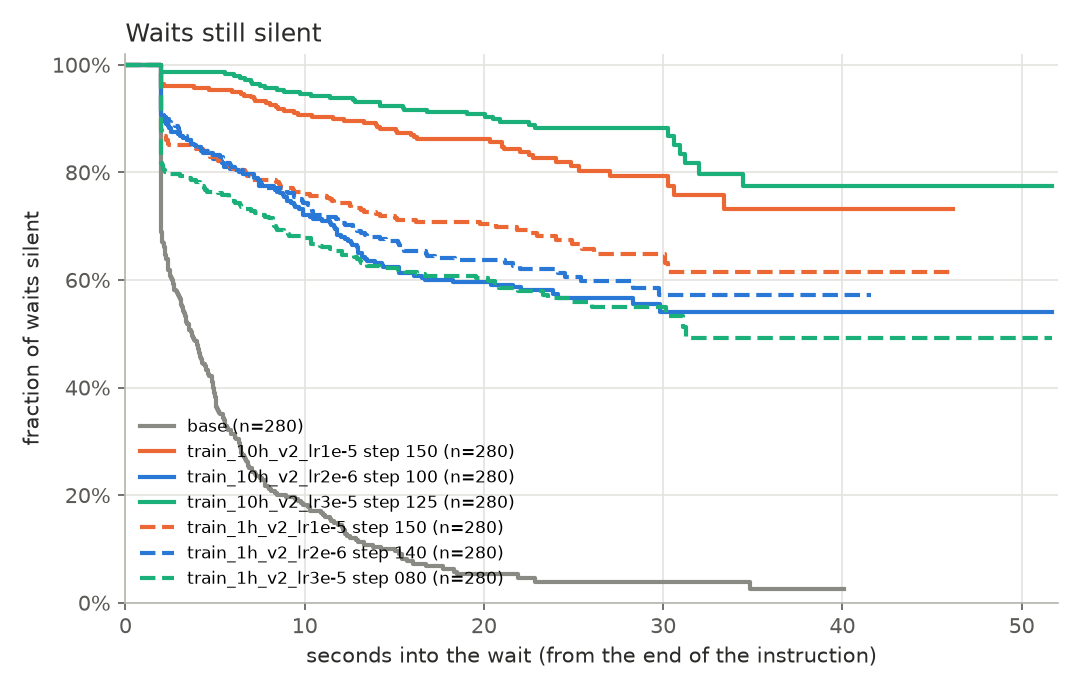 Waits still silent
100%
80%
60%
40%
20%
0%
fraction of waits silent
base (n=280)
train_10h_v2_lr1e-5 step 150 (n=280)
train_10h_v2_lr2e-6 step 100 (n=280)
train_10h_v2_lr3e-5 step 125 (n=280)
train_1h_v2_lr1e-5 step 150 (n=280)
train_1h_v2_lr2e-6 step 140 (n=280)
train_1h_v2_lr3e-5 step 080 (n=280)
0 10 20 30 40 50
seconds into the wait (from the end of the instruction)